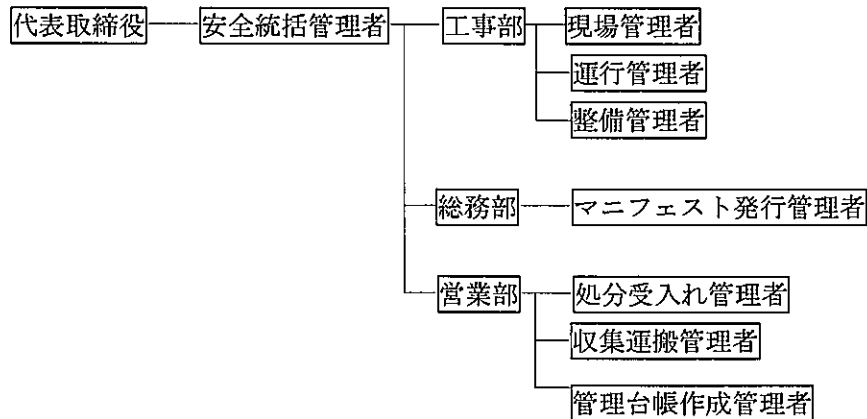 代表取締役 安全統括管理者 工事部 現場管理者
運行管理者
整備管理者
総務部 マニフェスト発行管理者
営業部 処分受入れ管理者
収集運搬管理者
管理台帳作成管理者